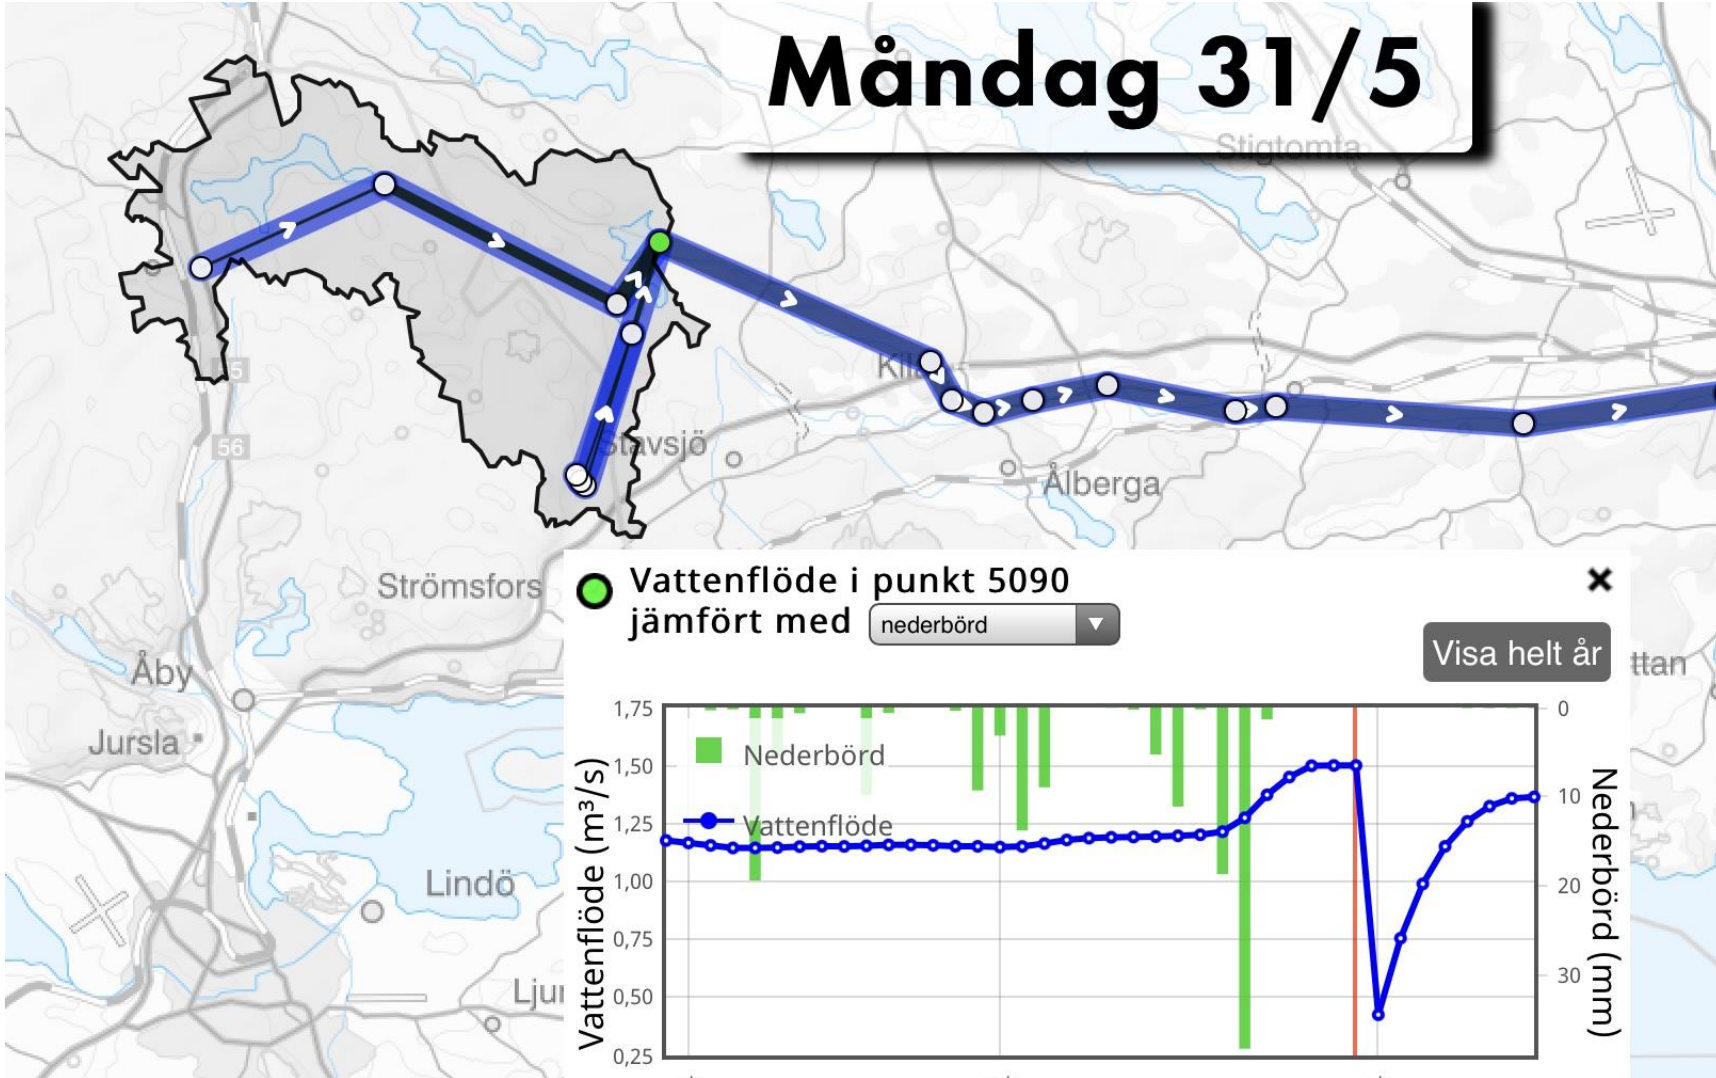 Måndag 31/5
Stigtomta
Kila
55
56
Stavsjö
Ålberga
Strömsfors
Åby
Jursla
Lindö
Vattenflöde i punkt 5090
jämfört med nederbörd
Visa helt år
Nederbörd
Vattenflöde
Vattenflöde (m³/s)
1,75
1,50
1,25
1,00
0,75
0,50
0,25
0
10
20
30
Nederbörd (mm)